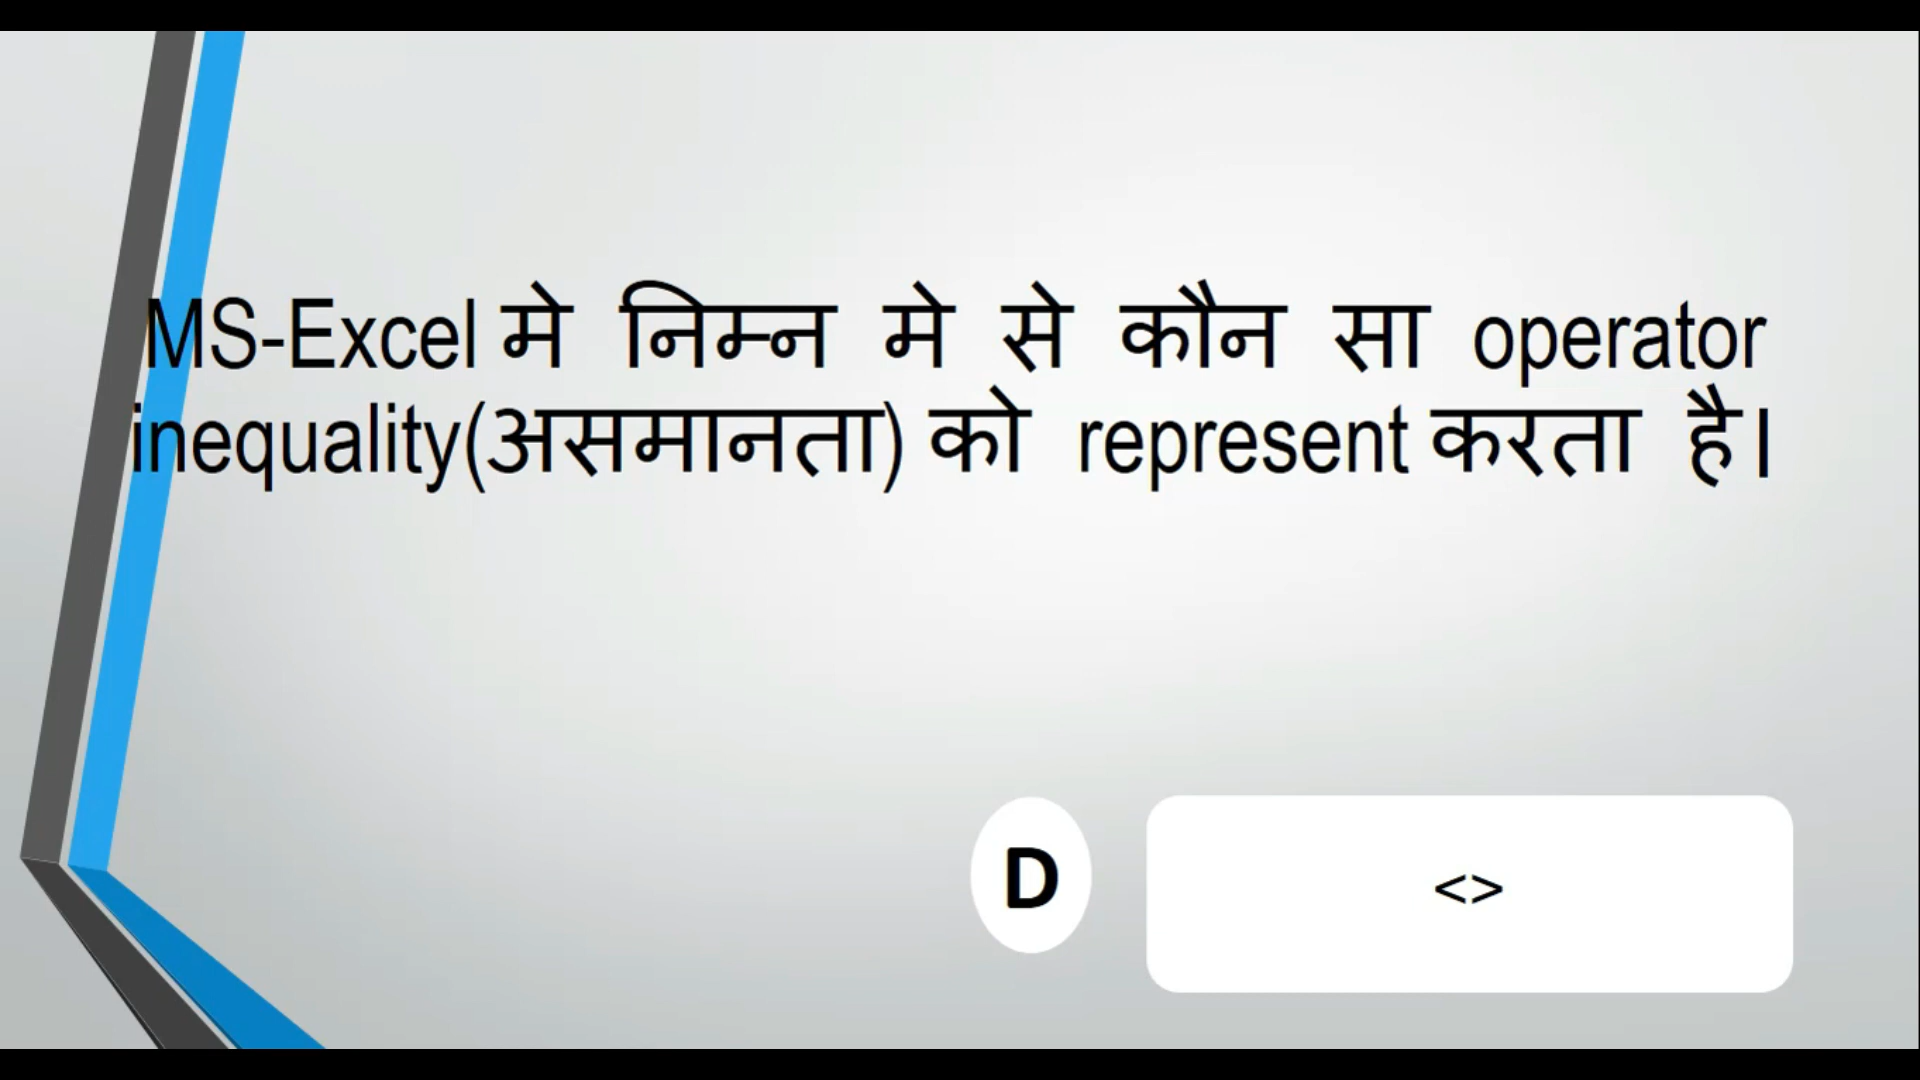 MS-Excel मे निम्न मे से कौन सा operator
inequality(असमानता) को represent करता है।
D
<>